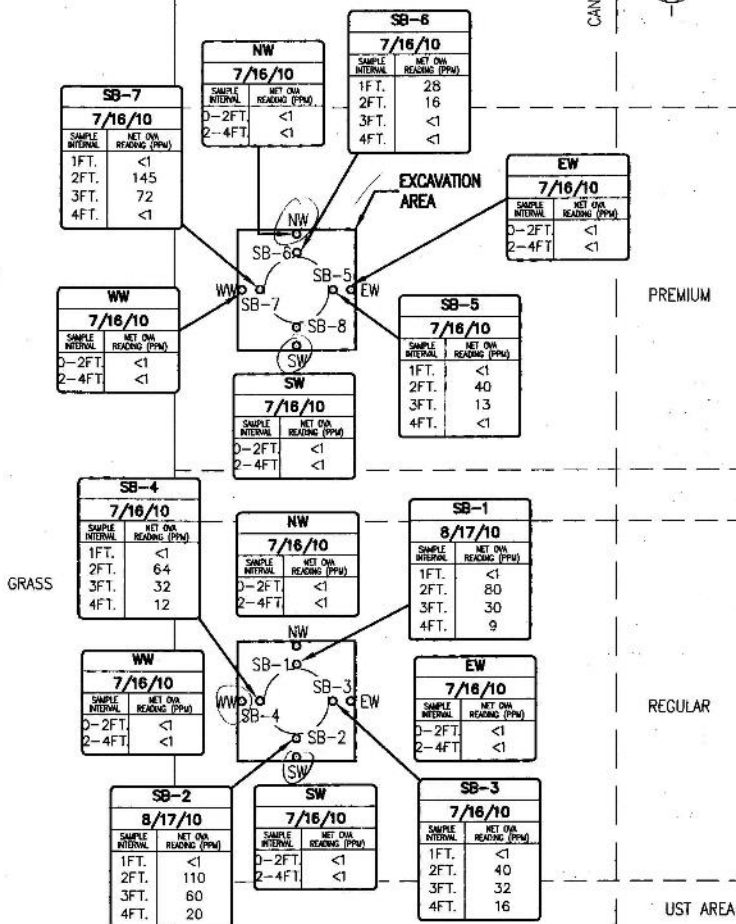 CAN
SB-6
7/16/10
SAMPLE INTERVAL NET OVA READING (PPM)
1FT. 28
2FT. 16
3FT. <1
4FT. <1
NW
7/16/10
SAMPLE INTERVAL NET OVA READING (PPM)
0-2FT. <1
2-4FT. <1
SB-7
7/16/10
SAMPLE INTERVAL NET OVA READING (PPM)
1FT. <1
2FT. 145
3FT. 72
4FT. <1
EXCAVATION
AREA
EW
7/16/10
SAMPLE INTERVAL NET OVA READING (PPM)
0-2FT. <1
2-4FT. <1
NW
SB-6
SB-5
WW
SB-7
EW
SB-8
SW
PREMIUM
WW
7/16/10
SAMPLE INTERVAL NET OVA READING (PPM)
0-2FT. <1
2-4FT. <1
SB-5
7/16/10
SAMPLE INTERVAL NET OVA READING (PPM)
1FT. <1
2FT. 40
3FT. 13
4FT. <1
SW
7/16/10
SAMPLE INTERVAL NET OVA READING (PPM)
0-2FT. <1
2-4FT. <1
SB-4
7/16/10
SAMPLE INTERVAL NET OVA READING (PPM)
1FT. <1
2FT. 64
3FT. 32
4FT. 12
NW
7/16/10
SAMPLE INTERVAL NET OVA READING (PPM)
0-2FT. <1
2-4FT. <1
SB-1
8/17/10
SAMPLE INTERVAL NET OVA READING (PPM)
1FT. <1
2FT. 80
3FT. 30
4FT. 9
GRASS
NW
SB-1
SB-3
WW
SB-4
EW
SB-2
SW
WW
7/16/10
SAMPLE INTERVAL NET OVA READING (PPM)
0-2FT. <1
2-4FT. <1
EW
7/16/10
SAMPLE INTERVAL NET OVA READING (PPM)
0-2FT. <1
2-4FT. <1
REGULAR
SB-2
8/17/10
SAMPLE INTERVAL NET OVA READING (PPM)
1FT. <1
2FT. 110
3FT. 60
4FT. 20
SW
7/16/10
SAMPLE INTERVAL NET OVA READING (PPM)
0-2FT. <1
2-4FT. <1
SB-3
7/16/10
SAMPLE INTERVAL NET OVA READING (PPM)
1FT. <1
2FT. 40
3FT. 32
4FT. 16
UST AREA